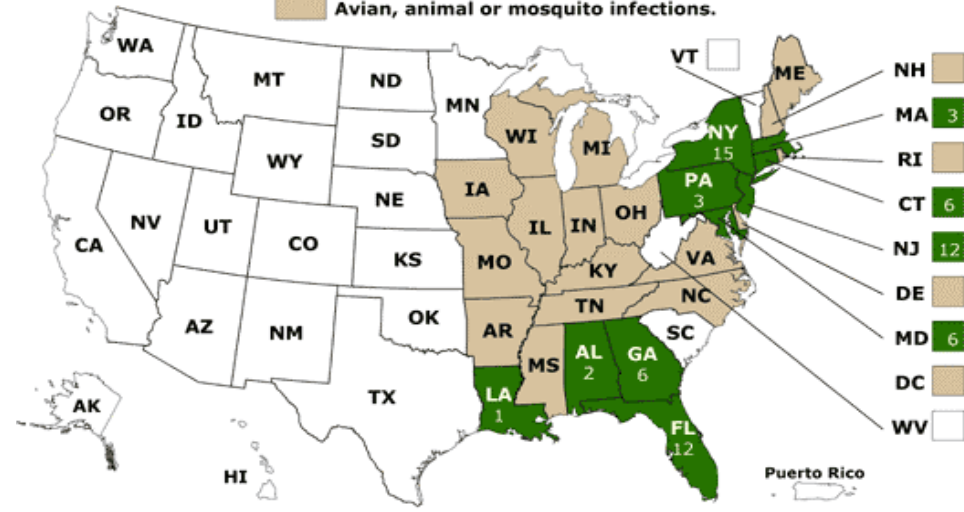 Avian, animal or mosquito infections.
WA
MT
ND
MN
VT
ME
NH
OR
ID
SD
WI
MI
NY
15
MA 3
WY
RI
IA
PA
3
NE
CT 6
NV
UT
IL
IN
OH
CA
CO
NJ 12
KS
MO
VA
KY
DE
NC
TN
AZ
NM
OK
AR
SC
MD 6
MS
AL
2
GA
6
DC
TX
LA
1
AK
WV
FL
12
HI
Puerto Rico